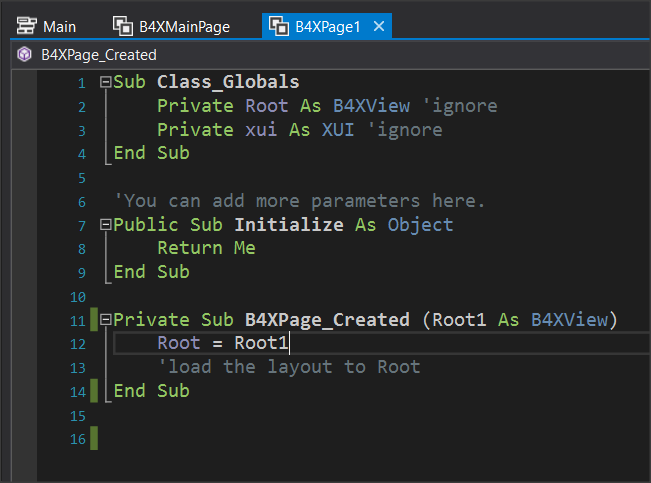 Main B4XMainPage B4XPage1 ×
B4XPage_Created
1 Sub Class_Globals
2 Private Root As B4XView 'ignore
3 Private xui As XUI 'ignore
4 End Sub
5
6 'You can add more parameters here.
7 Public Sub Initialize As Object
8 Return Me
9 End Sub
10
11 Private Sub B4XPage_Created (Root1 As B4XView)
12 Root = Root1
13 'load the layout to Root
14 End Sub
15
16